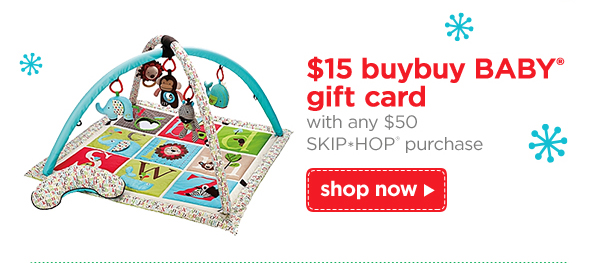 $15 buybuy BABY®
gift card
with any $50
SKIP*HOP® purchase
shop now ▶